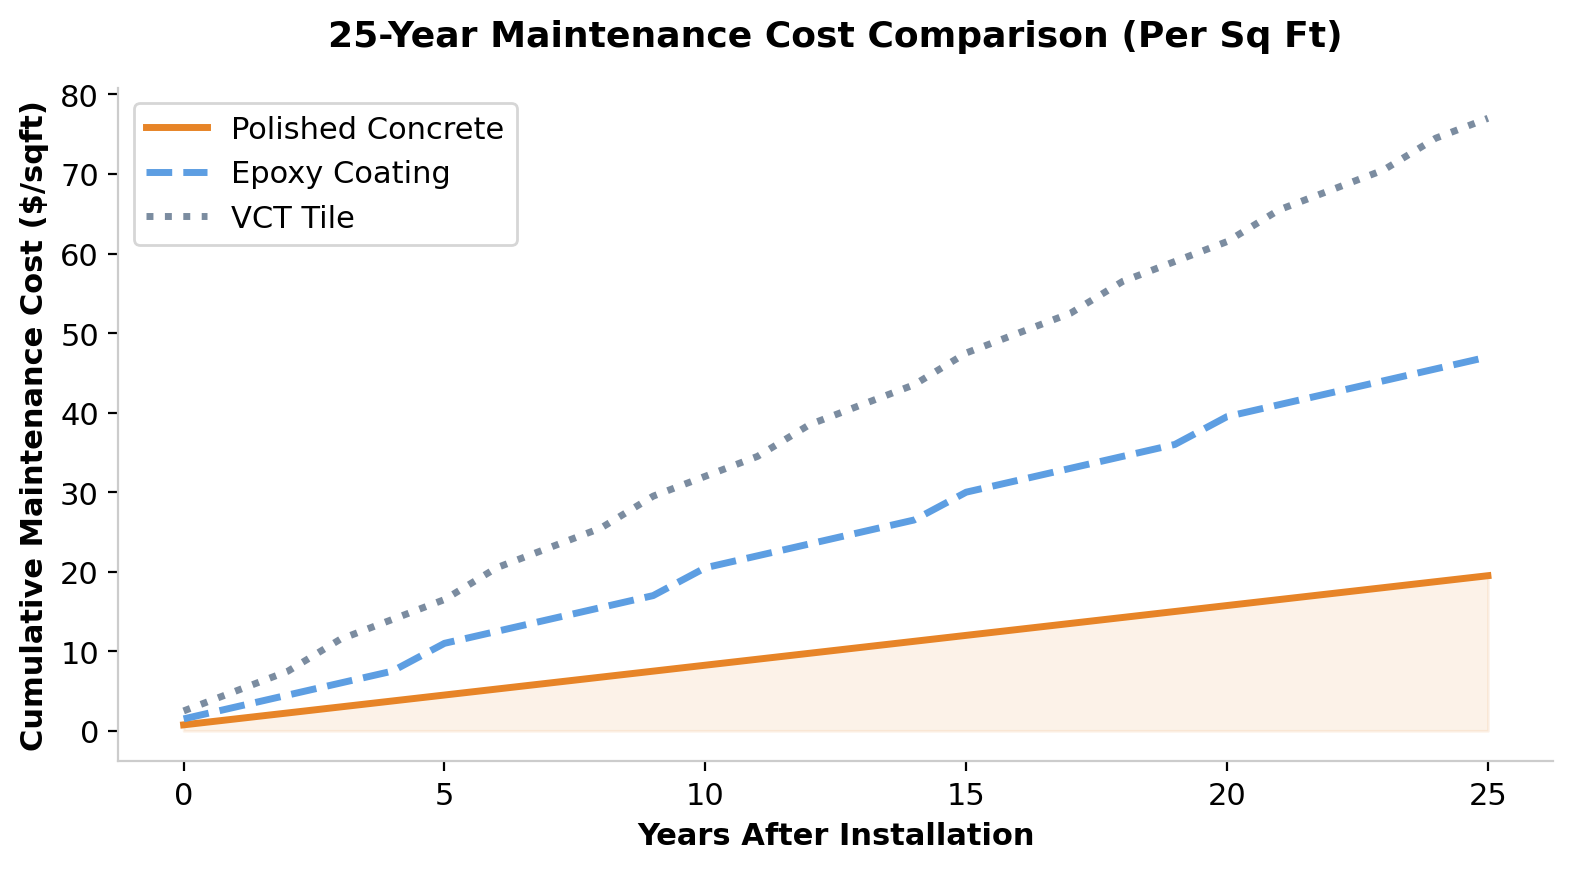 25-Year Maintenance Cost Comparison (Per Sq Ft)
Cumulative Maintenance Cost ($/sqft)
80
70
60
50
40
30
20
10
0
Polished Concrete
Epoxy Coating
VCT Tile
0 5 10 15 20 25
Years After Installation